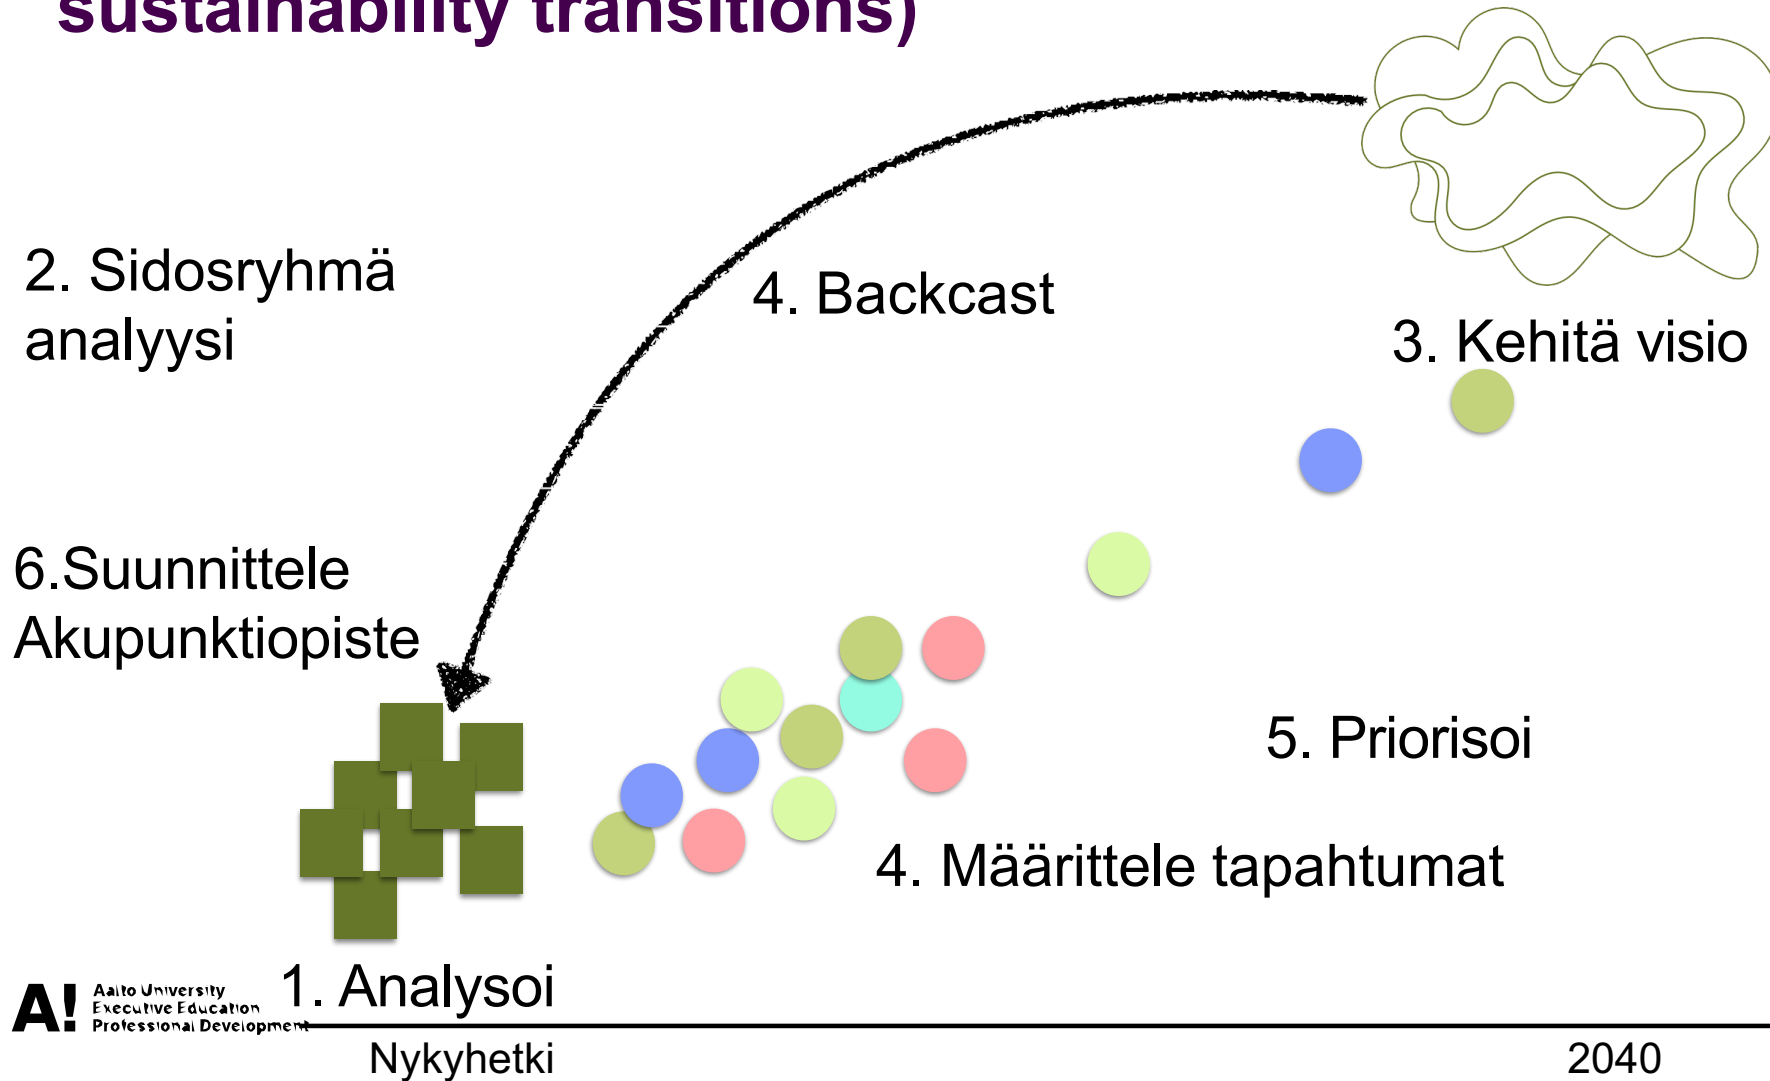 sustainability transitions)
2. Sidosryhmä
analyysi
4. Backcast
3. Kehitä visio
6.Suunnittele
Akupunktiopiste
5. Priorisoi
4. Määrittele tapahtumat
1. Analysoi
A!
Aalto University
Executive Education
Professional Development
Nykyhetki
2040